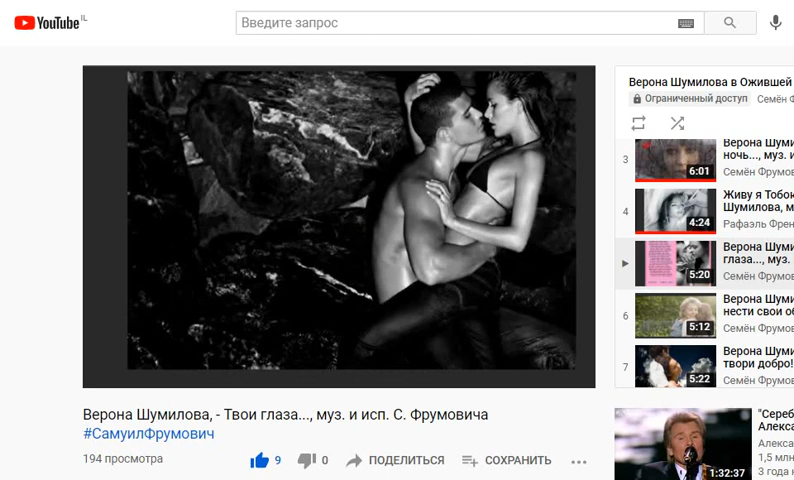 YouTube IL
Введите запрос
Верона Шумилова в Ожившей
Ограниченный доступ
Семён Ф
3
Верона Шуми
ночь..., муз. и
6:01
Семён Фрумов
4
Живу я Тобок
Шумилова, м
4:24
Рафаэль Френ
Верона Шуми
глаза..., муз.
5:20
Семён Фрумов
6
Верона Шуми
нести свои об
5:12
Семён Фрумов
7
Верона Шуми
твори добро!
5:22
Семён Фрумов
Верона Шумилова, - Твои глаза..., муз. и исп. С. Фрумовича
#СамуилФрумович
194 просмотра
9
0
ПОДЕЛИТЬСЯ
СОХРАНИТЬ
"Сереб
Алекса
Алекса
1,5 млн
3 года н
1:32:37